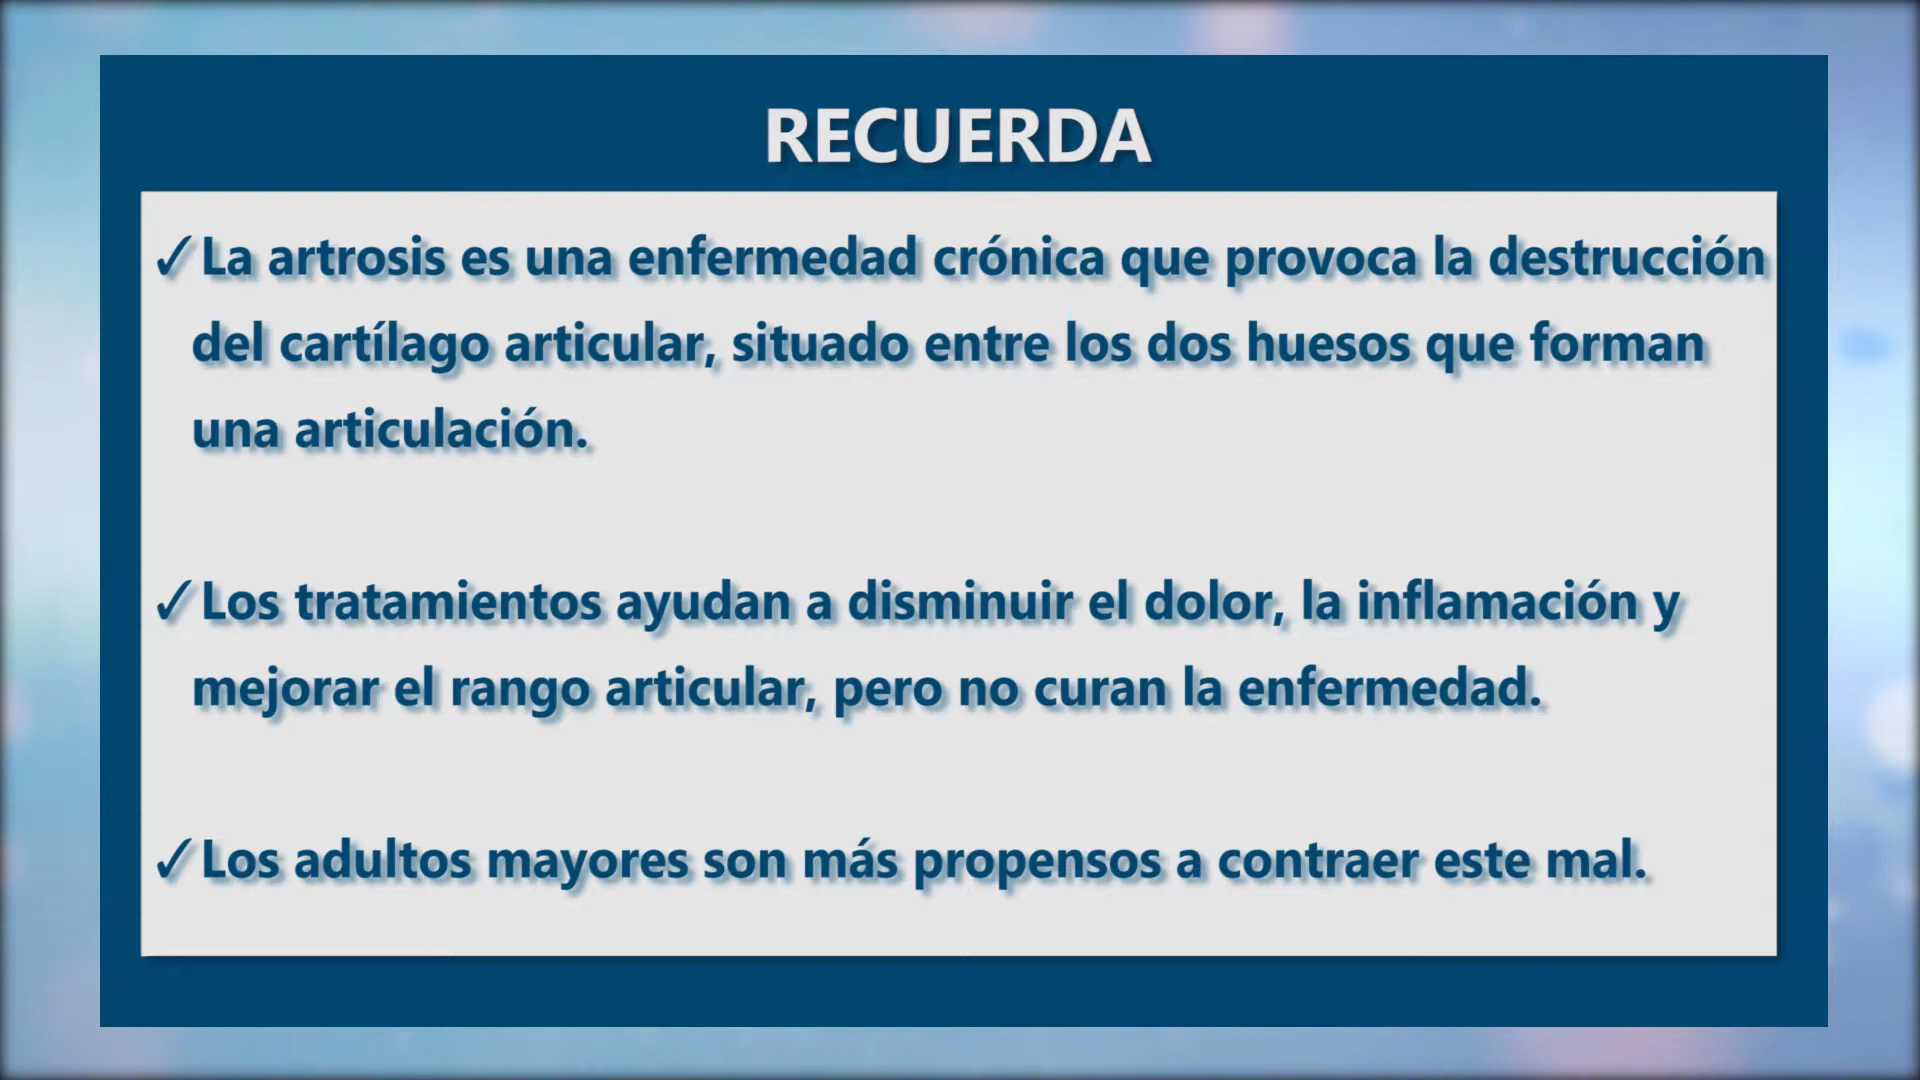 RECUERDA
✓La artrosis es una enfermedad crónica que provoca la destrucción
del cartílago articular, situado entre los dos huesos que forman
una articulación.
✓Los tratamientos ayudan a disminuir el dolor, la inflamación y
mejorar el rango articular, pero no curan la enfermedad.
✓Los adultos mayores son más propensos a contraer este mal.